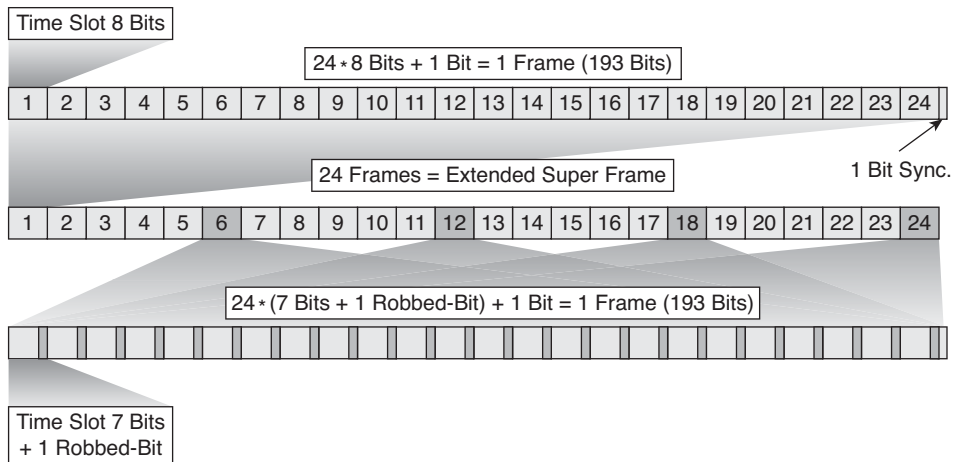 Time Slot 8 Bits
24 * 8 Bits + 1 Bit = 1 Frame (193 Bits)
1 2 3 4 5 6 7 8 9 10 11 12 13 14 15 16 17 18 19 20 21 22 23 24
1 Bit Sync.
24 Frames = Extended Super Frame
1 2 3 4 5 6 7 8 9 10 11 12 13 14 15 16 17 18 19 20 21 22 23 24
24 * (7 Bits + 1 Robbed-Bit) + 1 Bit = 1 Frame (193 Bits)
Time Slot 7 Bits
+ 1 Robbed-Bit